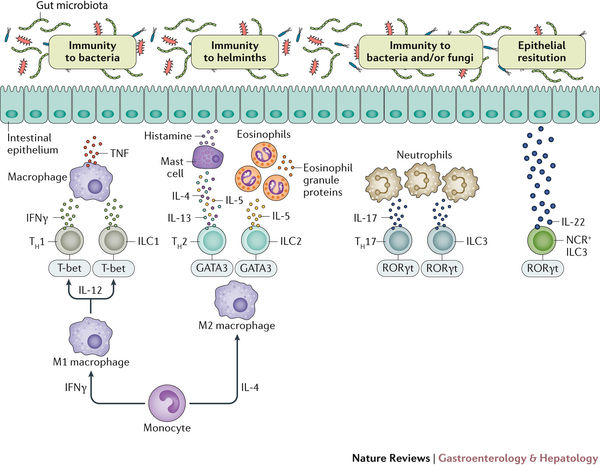 Gut microbiota
Immunity
to bacteria
Immunity
to helminths
Immunity to
bacteria and/or fungi
Epithelial
resitution
Intestinal
epithelium
TNF
Macrophage
IFNγ
TH1
ILC1
T-bet
T-bet
IL-12
M1 macrophage
IFNγ
Histamine
Mast
cell
Eosinophils
Eosinophil
granule
proteins
IL-4
IL-5
IL-13
IL-5
TH2
ILC2
GATA3
GATA3
M2 macrophage
IL-4
Monocyte
Neutrophils
IL-17
TH17
ILC3
RORγt
RORγt
IL-22
NCR+
ILC3
RORγt
Nature Reviews | Gastroenterology & Hepatology